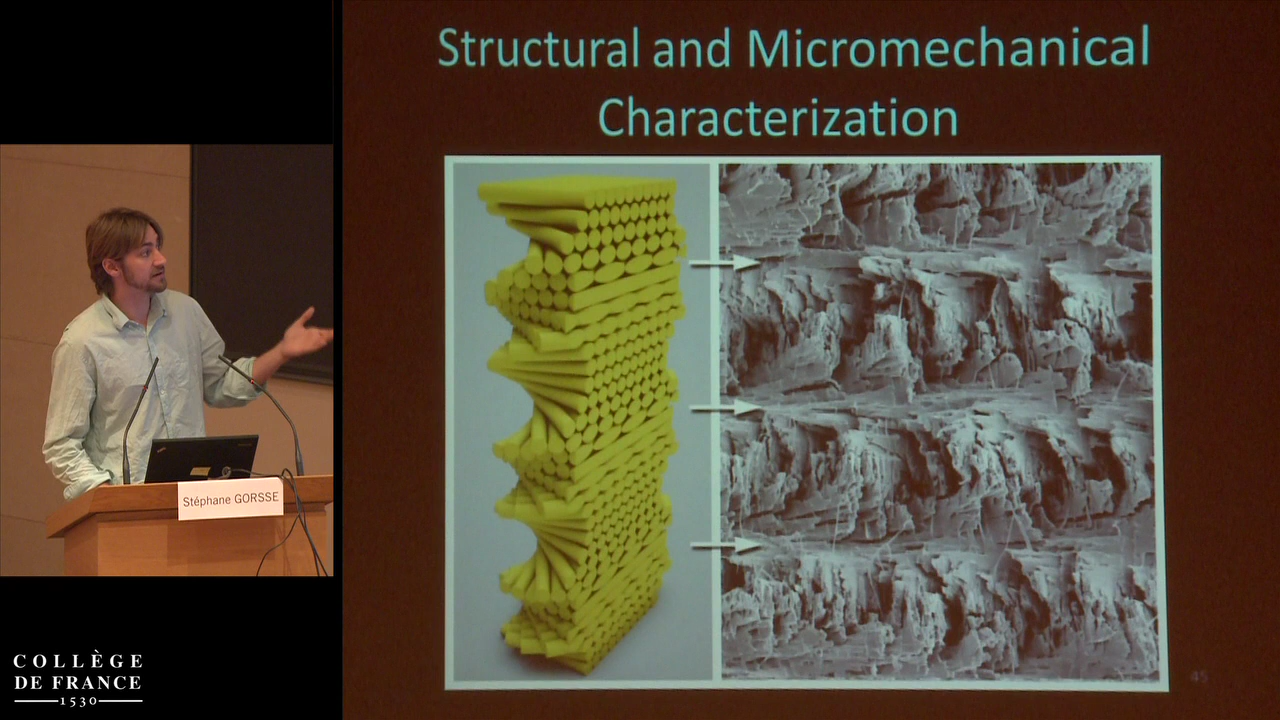 Structural and Micromechanical
Characterization
Stéphane GORSSE
COLLÈGE
DE FRANCE
1530
45